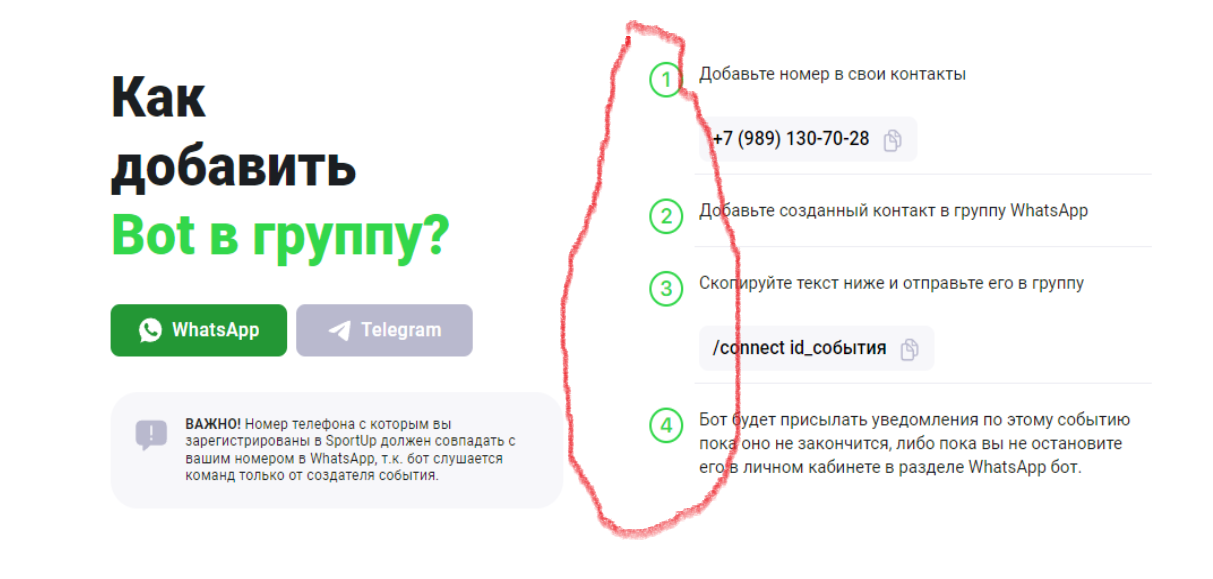 Как
добавить
Bot в группу?
WhatsApp
Telegram
ВАЖНО! Номер телефона с которым вы
зарегистрированы в SportUp должен совпадать с
вашим номером в WhatsApp, т.к. бот слушается
команд только от создателя события.
1
Добавьте номер в свои контакты
+7 (989) 130-70-28
2
Добавьте созданный контакт в группу WhatsApp
3
Скопируйте текст ниже и отправьте его в группу
/connect id_события
4
Бот будет присылать уведомления по этому событию
пока оно не закончится, либо пока вы не остановите
его в личном кабинете в разделе WhatsApp бот.